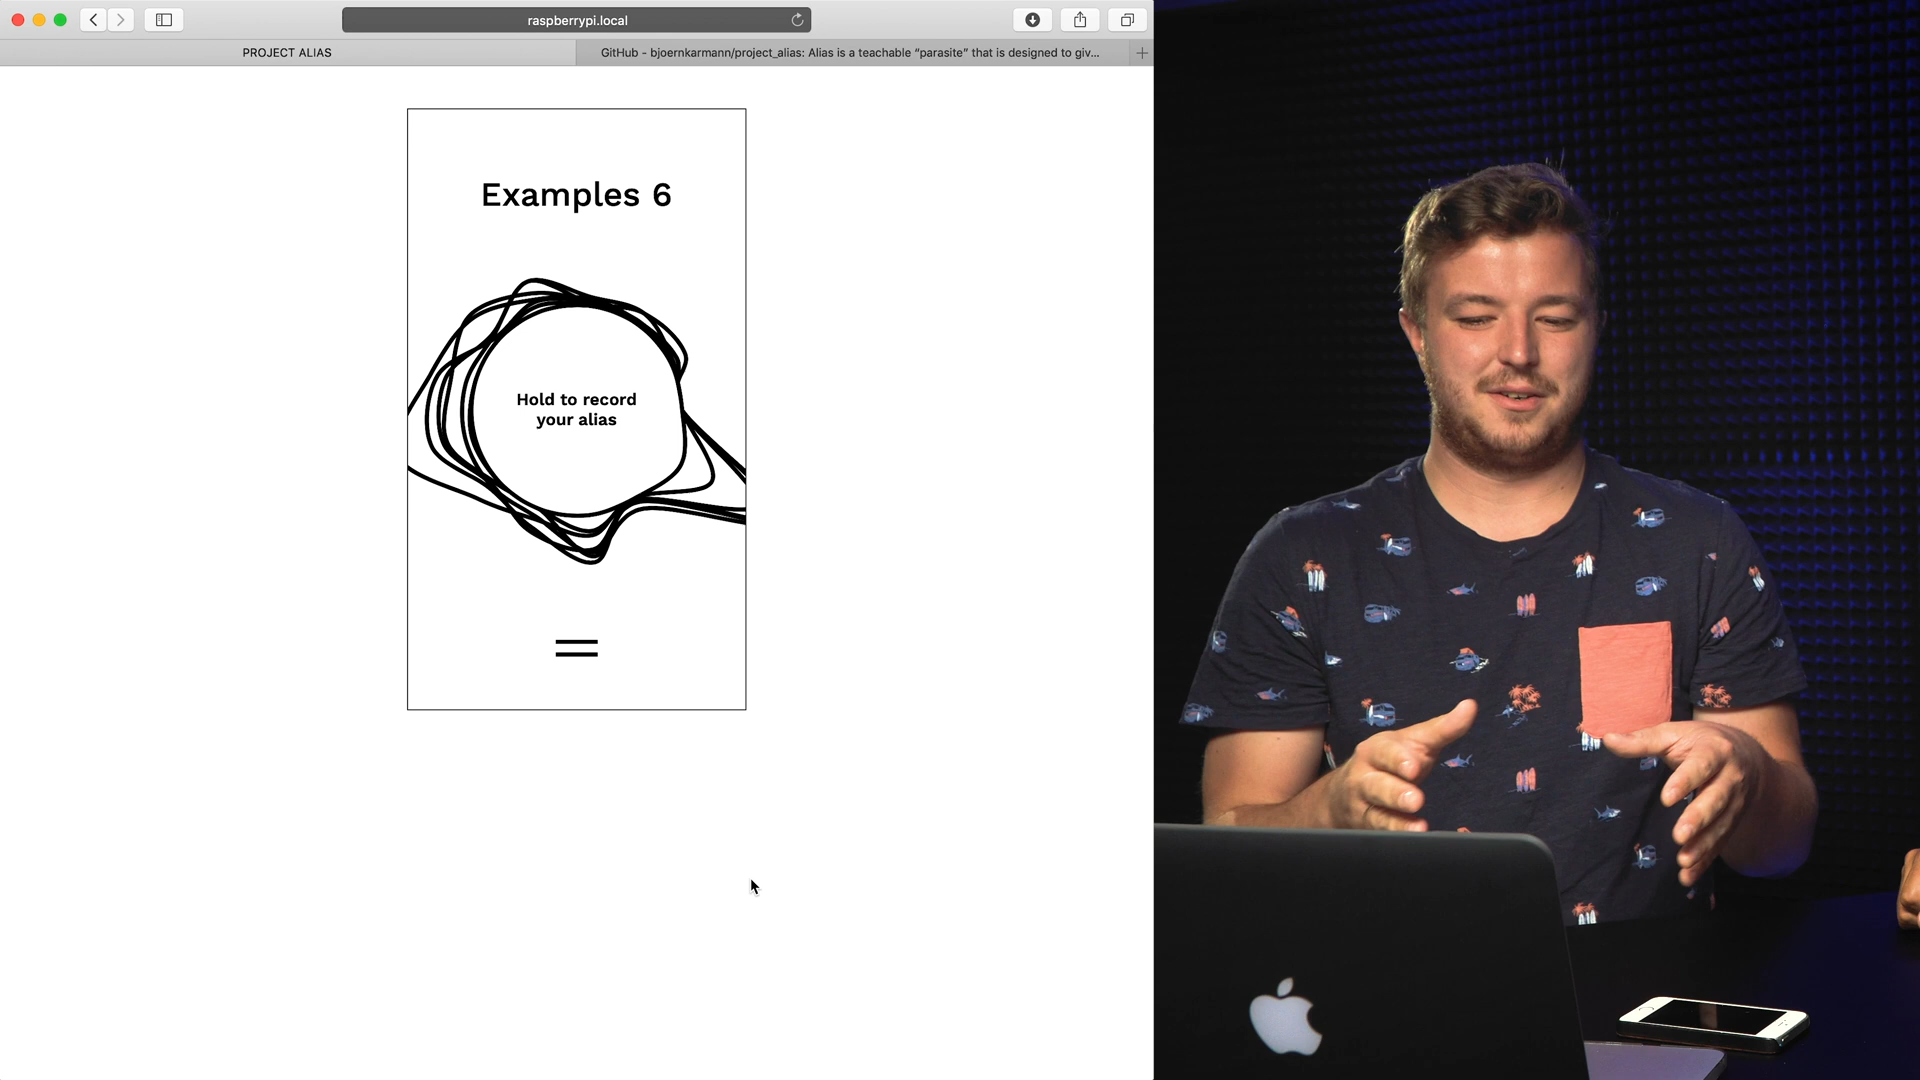 raspberrypi.local
PROJECT ALIAS
GitHub - bjoernkarmann/project_alias: Alias is a teachable “parasite” that is designed to giv...
Examples 6
Hold to record
your alias